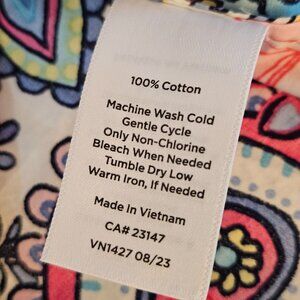 100% Cotton
Machine Wash Cold
Gentle Cycle
Only Non-Chlorine
Bleach When Needed
Tumble Dry Low
Warm Iron, If Needed
Made In Vietnam
CA# 23147
VN1427 08/23